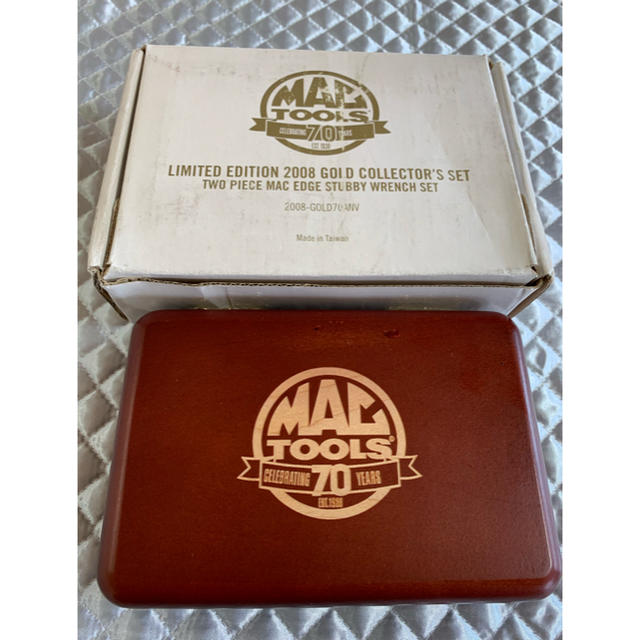 MAC
TOOLS
CELEBRATING 70 YEARS
EST. 1938
LIMITED EDITION 2008 GOLD COLLECTOR'S SET
TWO PIECE MAC EDGE STUBBY WRENCH SET
2008-GOLD70ANV
Made in Taiwan
MAC
TOOLS®
CELEBRATING 70 YEARS
EST. 1938